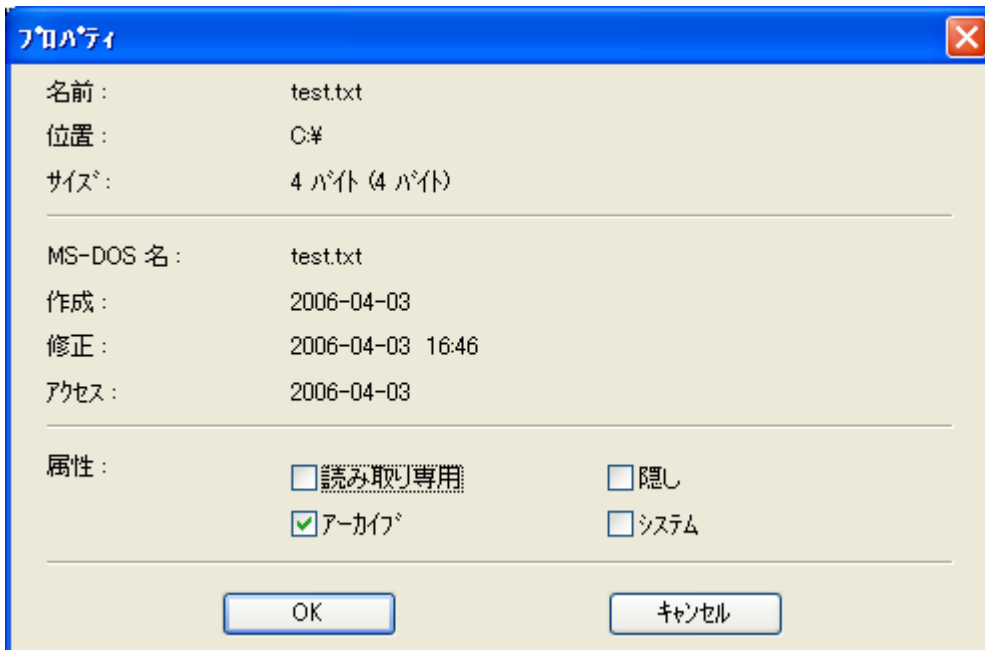 ﾌﾟﾛﾊﾟﾃｨ
名前 : test.txt
位置 : C:¥
ｻｲｽﾞ : 4 ﾊﾞｲﾄ (4 ﾊﾞｲﾄ)
MS-DOS 名 : test.txt
作成 : 2006-04-03
修正 : 2006-04-03 16:46
ｱｸｾｽ : 2006-04-03
属性 : 読み取り専用 隠し
ｱｰｶｲﾌﾞ ｼｽﾃﾑ
OK ｷｬﾝｾﾙ